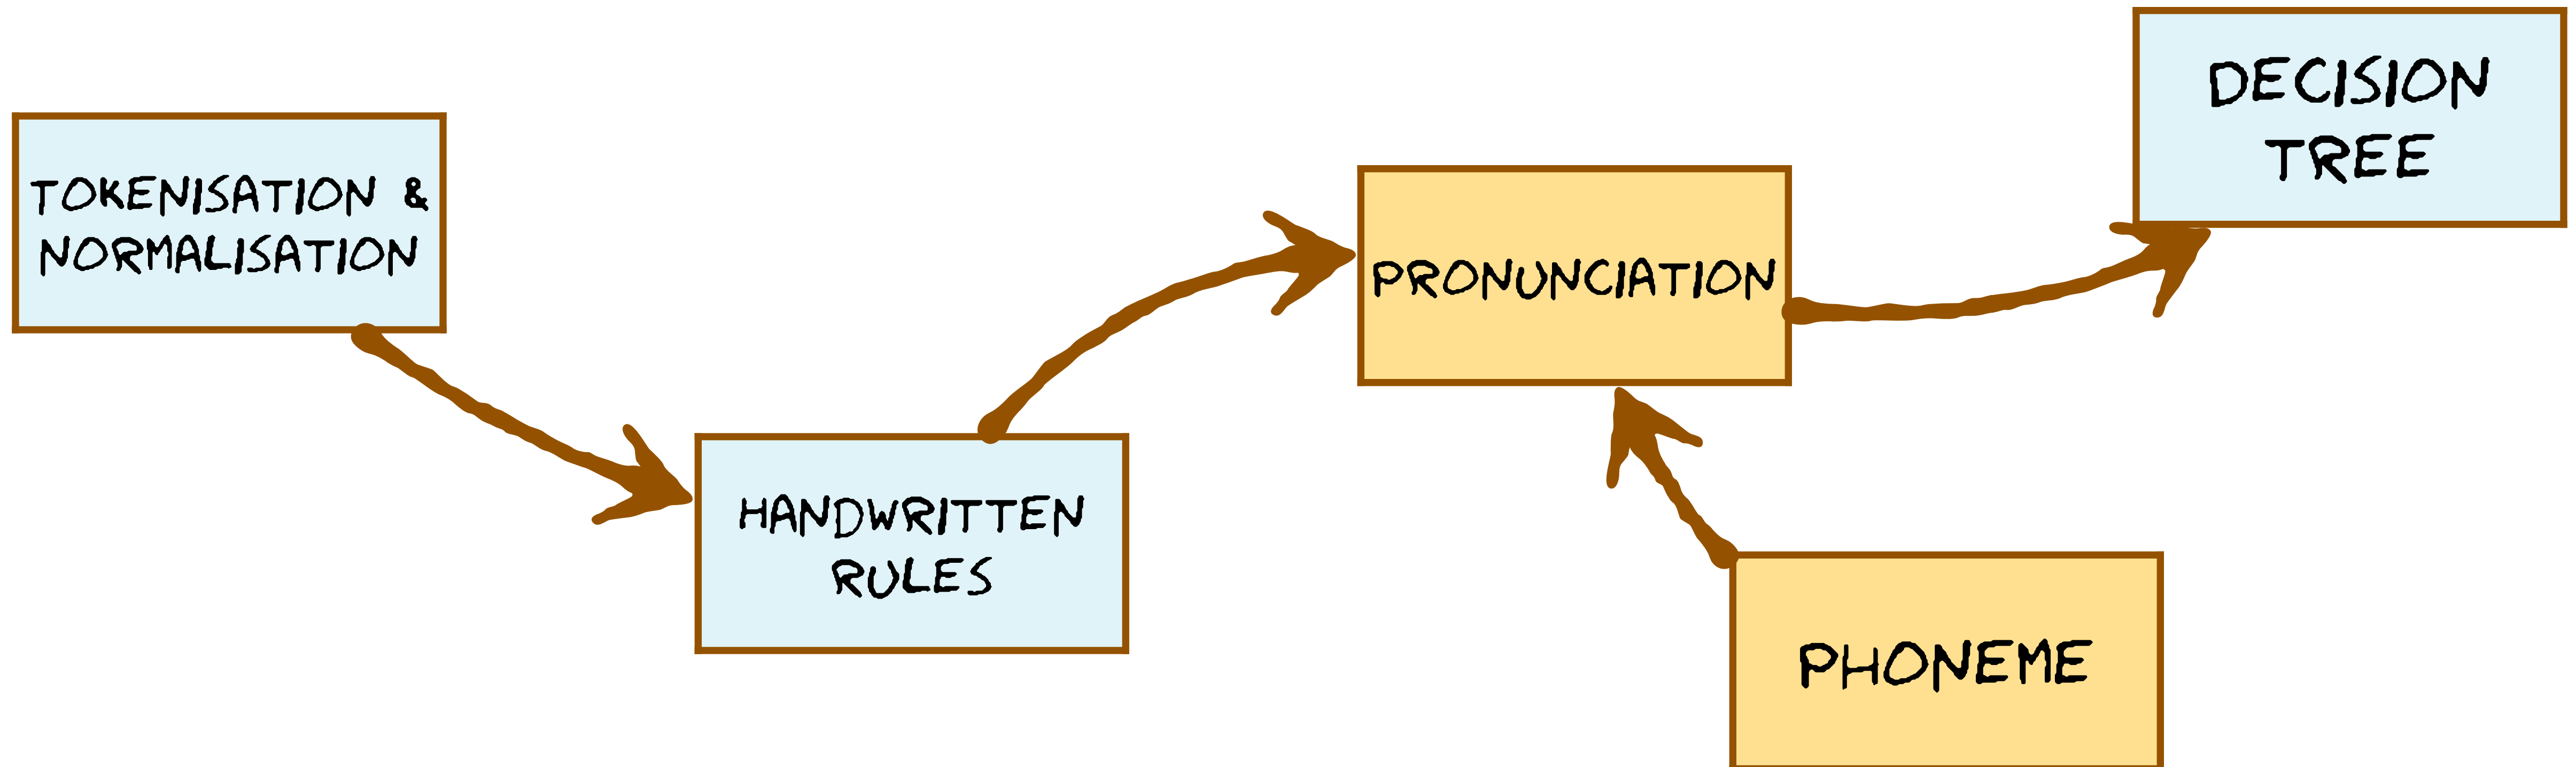 TOKENISATION &
NORMALISATION
HANDWRITTEN
RULES
PRONUNCIATION
PHONEME
DECISION
TREE